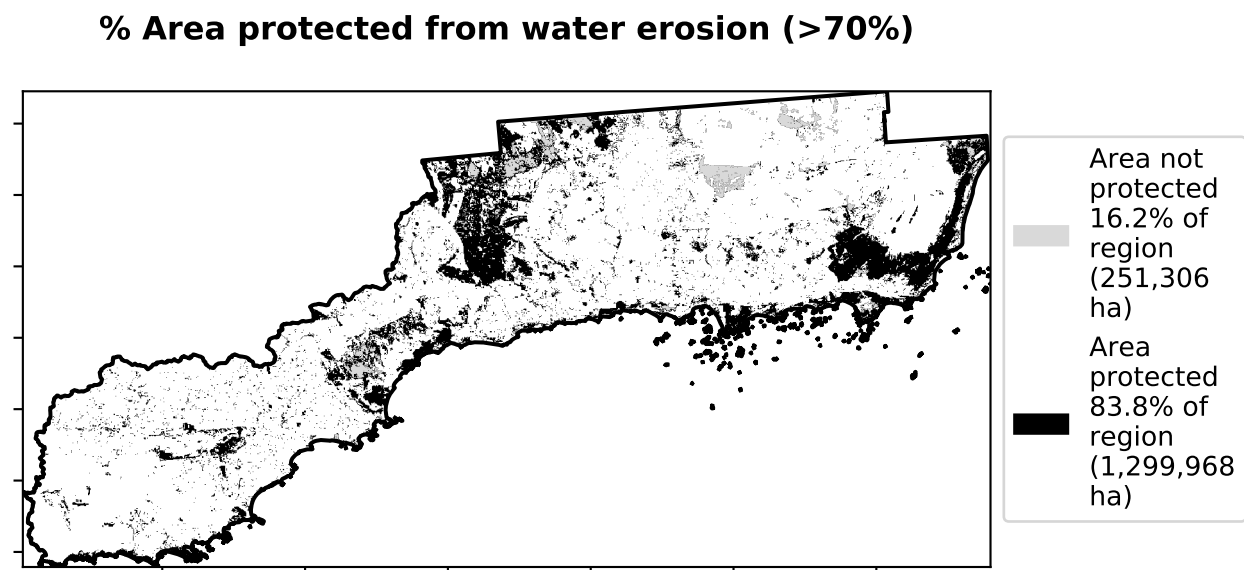 % Area protected from water erosion (>70%)
Area not
protected
16.2% of
region
(251,306
ha)
Area
protected
83.8% of
region
(1,299,968
ha)